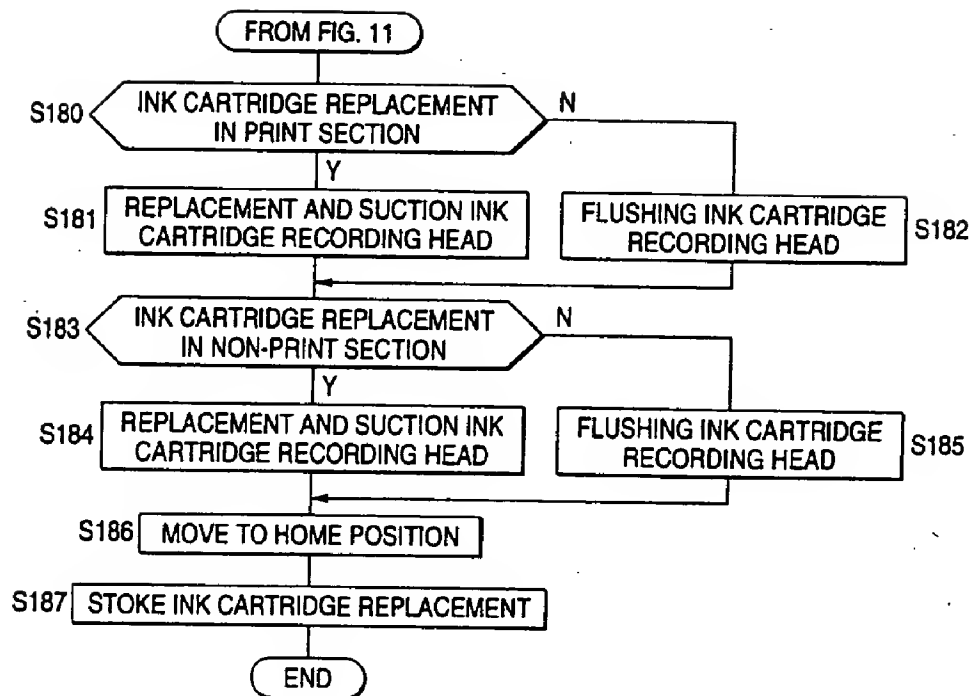 FROM FIG. 11
S180
INK CARTRIDGE REPLACEMENT
IN PRINT SECTION
N
Y
S181
REPLACEMENT AND SUCTION INK
CARTRIDGE RECORDING HEAD
FLUSHING INK CARTRIDGE
RECORDING HEAD
S182
S183
INK CARTRIDGE REPLACEMENT
IN NON-PRINT SECTION
N
Y
S184
REPLACEMENT AND SUCTION INK
CARTRIDGE RECORDING HEAD
FLUSHING INK CARTRIDGE
RECORDING HEAD
S185
S186
MOVE TO HOME POSITION
S187
STOKE INK CARTRIDGE REPLACEMENT
END